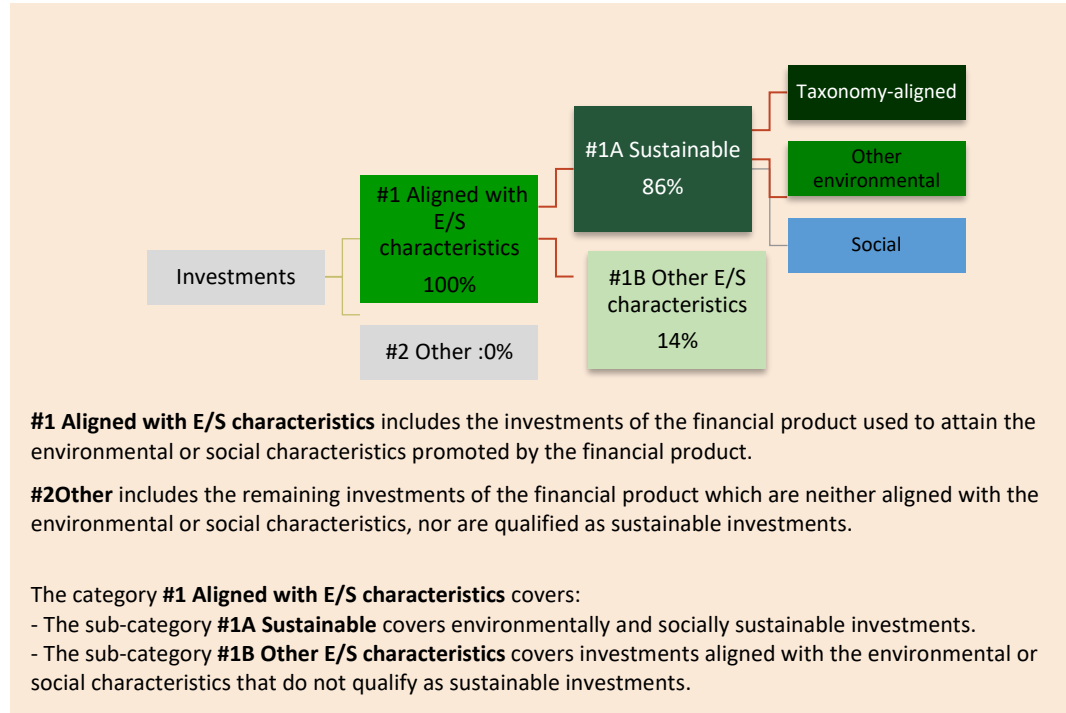 Taxonomy-aligned
#1A Sustainable
86%
Other
environmental
#1 Aligned with
E/S
characteristics
100%
Social
Investments
#1B Other E/S
characteristics
14%
#2 Other :0%
#1 Aligned with E/S characteristics includes the investments of the financial product used to attain the
environmental or social characteristics promoted by the financial product.
#2Other includes the remaining investments of the financial product which are neither aligned with the
environmental or social characteristics, nor are qualified as sustainable investments.
The category #1 Aligned with E/S characteristics covers:
- The sub-category #1A Sustainable covers environmentally and socially sustainable investments.
- The sub-category #1B Other E/S characteristics covers investments aligned with the environmental or
social characteristics that do not qualify as sustainable investments.